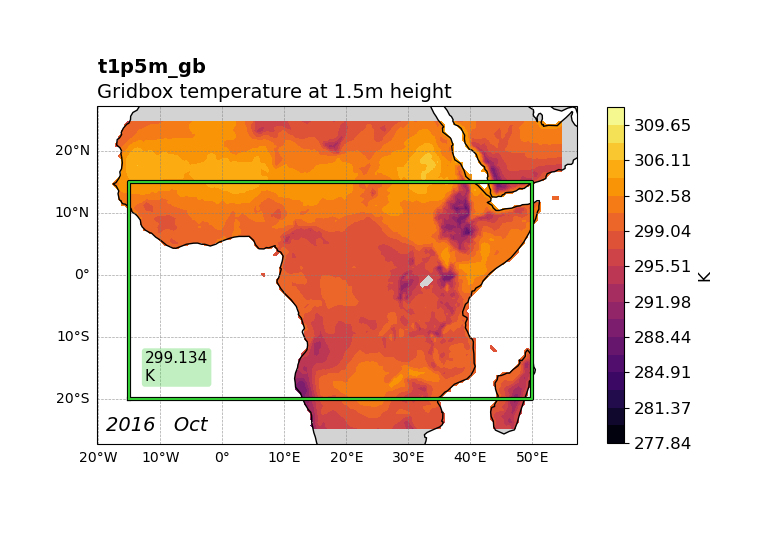 t1p5m_gb
Gridbox temperature at 1.5m height
20°N
10°N
0°
10°S
20°S
20°W
10°W
0°
10°E
20°E
30°E
40°E
50°E
299.134
K
2016 Oct
309.65
306.11
302.58
299.04
295.51
291.98
288.44
284.91
281.37
277.84
K